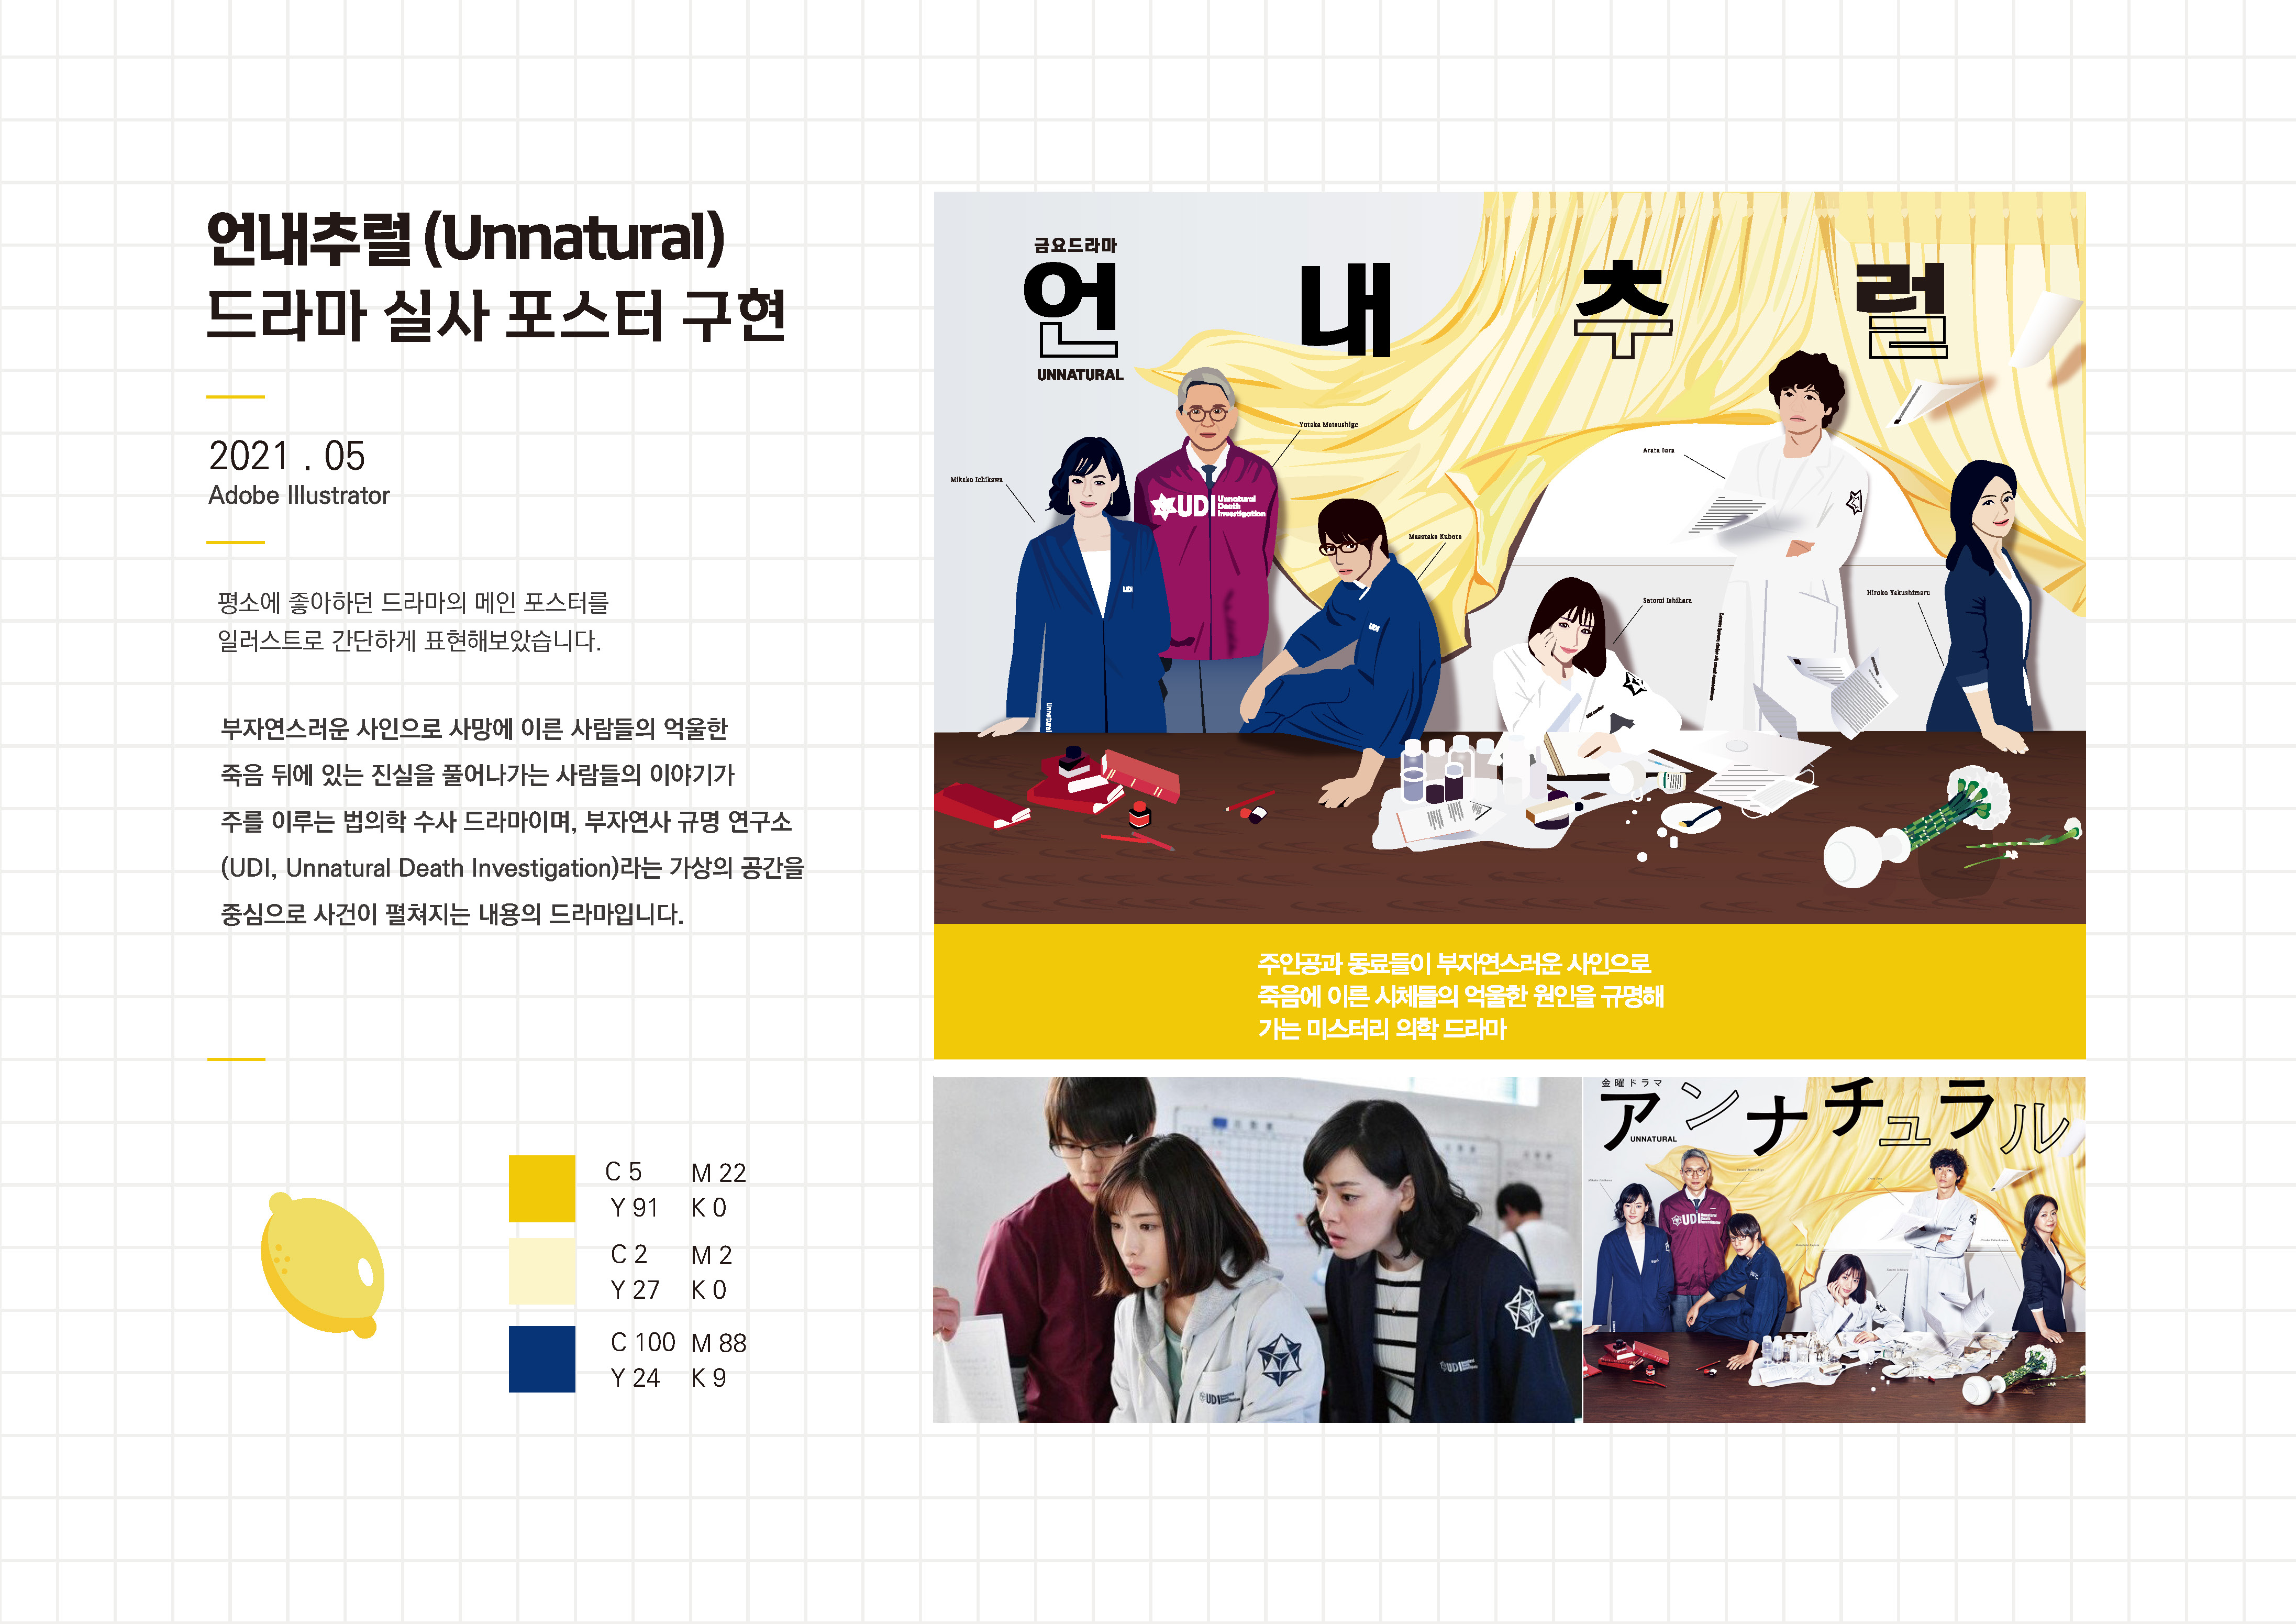 언내추럴 (Unnatural)
드라마 실사 포스터 구현
2021 . 05
Adobe Illustrator
평소에 좋아하던 드라마의 메인 포스터를
일러스트로 간단하게 표현해보았습니다.
부자연스러운 사인으로 사망에 이른 사람들의 억울한
죽음 뒤에 있는 진실을 풀어나가는 사람들의 이야기가
주를 이루는 법의학 수사 드라마이며, 부자연사 규명 연구소
(UDI, Unnatural Death Investigation)라는 가상의 공간을
중심으로 사건이 펼쳐지는 내용의 드라마입니다.
C 5 M 22
Y 91 K 0
C 2 M 2
Y 27 K 0
C 100 M 88
Y 24 K 9
금요드라마
언 내 추 럴
UNNATURAL
Yutaka Matsushige
Mikako Ichikawa
Arata Iura
Masataka Kubota
Satomi Ishihara
Hiroko Yakushimaru
UDI Unnatural
Death
Investigation
UDI
UDI
Unnatural
주인공과 동료들이 부자연스러운 사인으로
죽음에 이른 시체들의 억울한 원인을 규명해
가는 미스터리 의학 드라마
UDI
UDI
金曜ドラマ
アンナチュラル
UNNATURAL
UDI